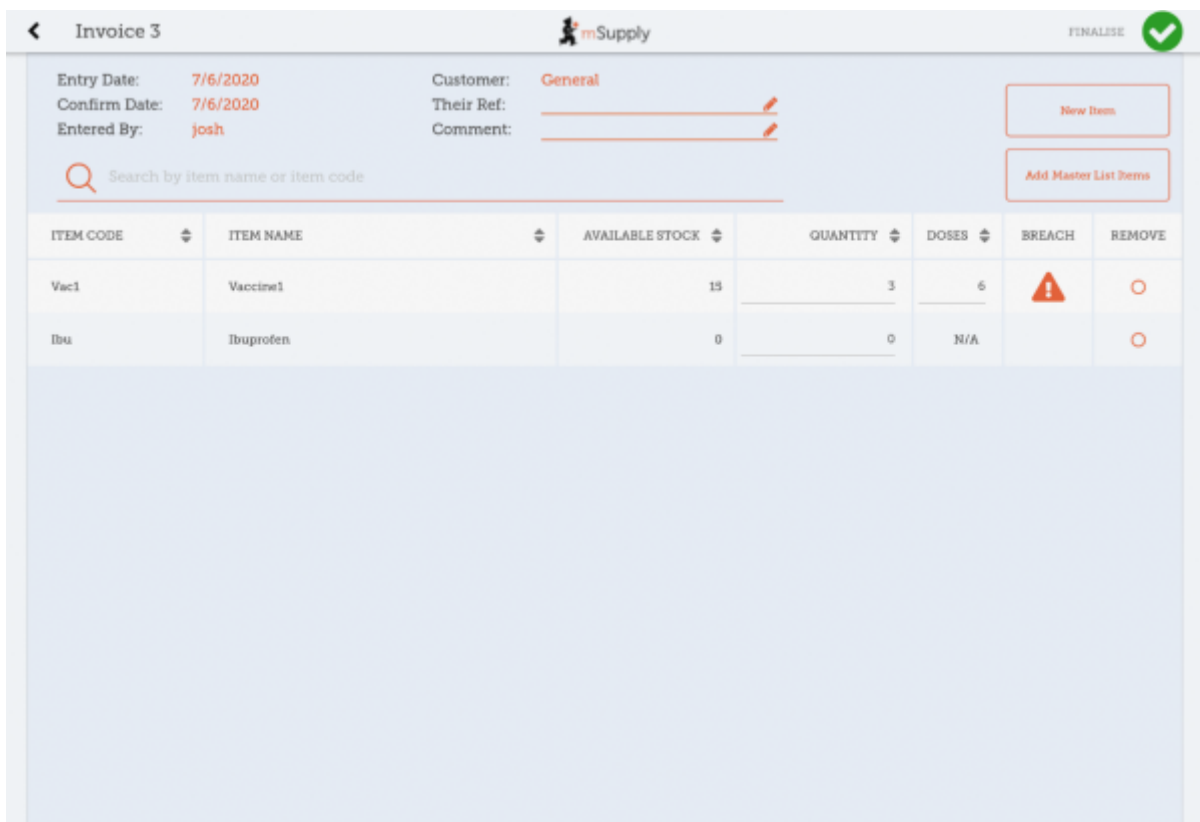 Invoice 3
mSupply
FINALISE
Entry Date: 7/6/2020
Confirm Date: 7/6/2020
Entered By: josh
Customer: General
Their Ref:
Comment:
New Item
Search by item name or item code
Add Master List Items
ITEM CODE ITEM NAME AVAILABLE STOCK QUANTITY DOSES BREACH REMOVE
Vac1 Vaccine1 15 3 6
Ibu Ibuprofen 0 0 N/A